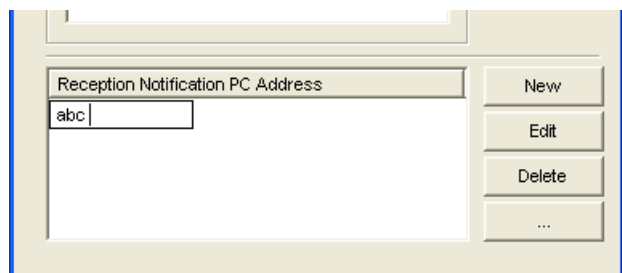 Reception Notification PC Address
abc
New
Edit
Delete
...